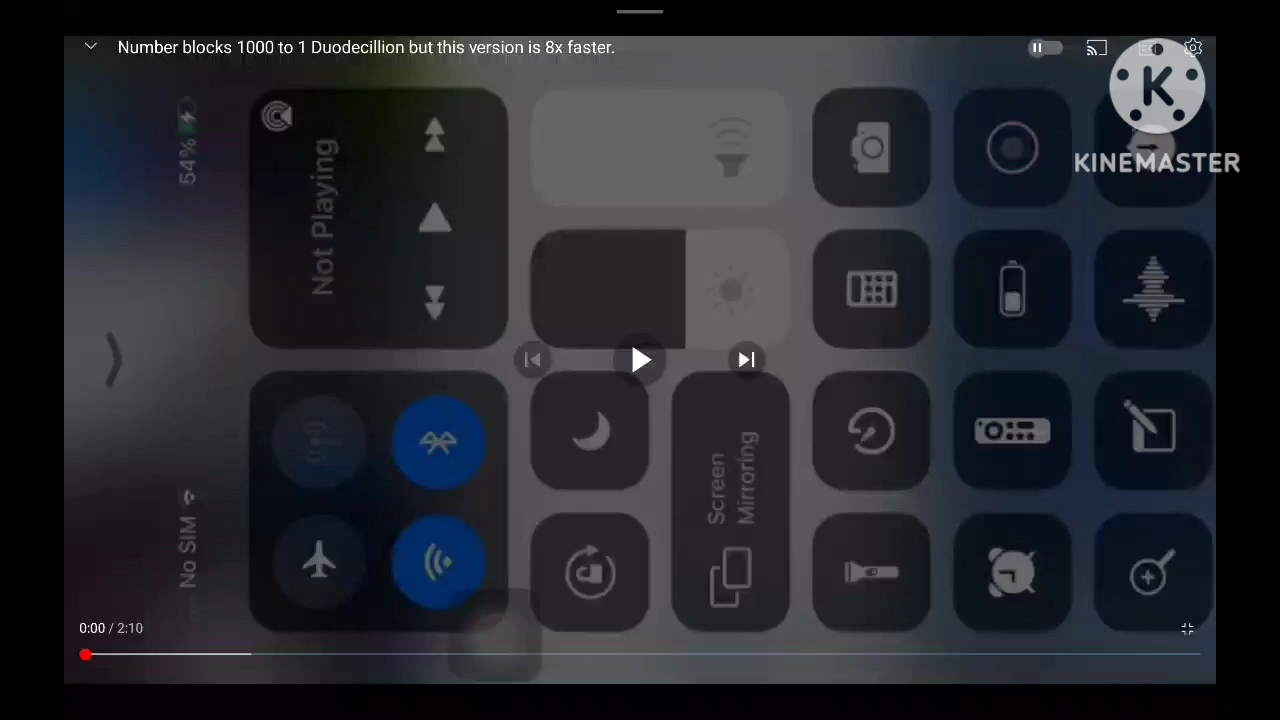 Number blocks 1000 to 1 Duodecillion but this version is 8x faster.
K
KINEMASTER
54%
Not Playing
Screen
Mirroring
No SIM
0:00 / 2:10